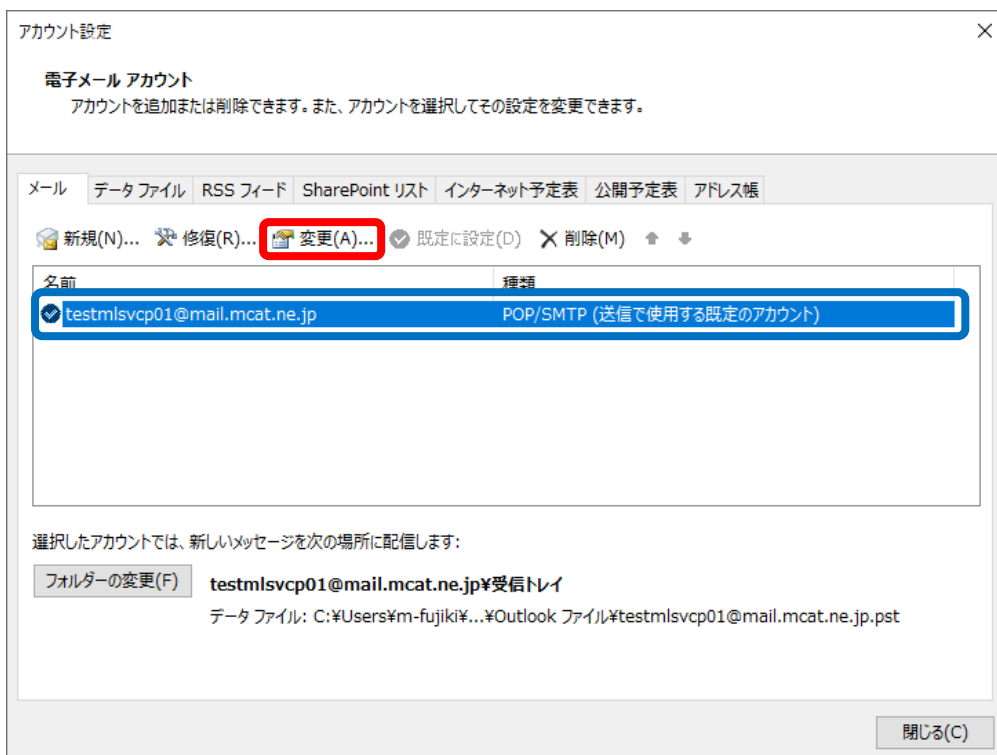 アカウント設定
電子メール アカウント
アカウントを追加または削除できます。また、アカウントを選択してその設定を変更できます。
メール データ ファイル RSS フィード SharePoint リスト インターネット予定表 公開予定表 アドレス帳
新規(N)... 修復(R)... 変更(A)... 既定に設定(D) 削除(M)
名前 種類
testmlsvcp01@mail.mcat.ne.jp POP/SMTP (送信で使用する既定のアカウント)
選択したアカウントでは、新しいメッセージを次の場所に配信します:
フォルダーの変更(F) testmlsvcp01@mail.mcat.ne.jp¥受信トレイ
データ ファイル: C:¥Users¥m-fujiki¥...¥Outlook ファイル¥testmlsvcp01@mail.mcat.ne.jp.pst
閉じる(C)